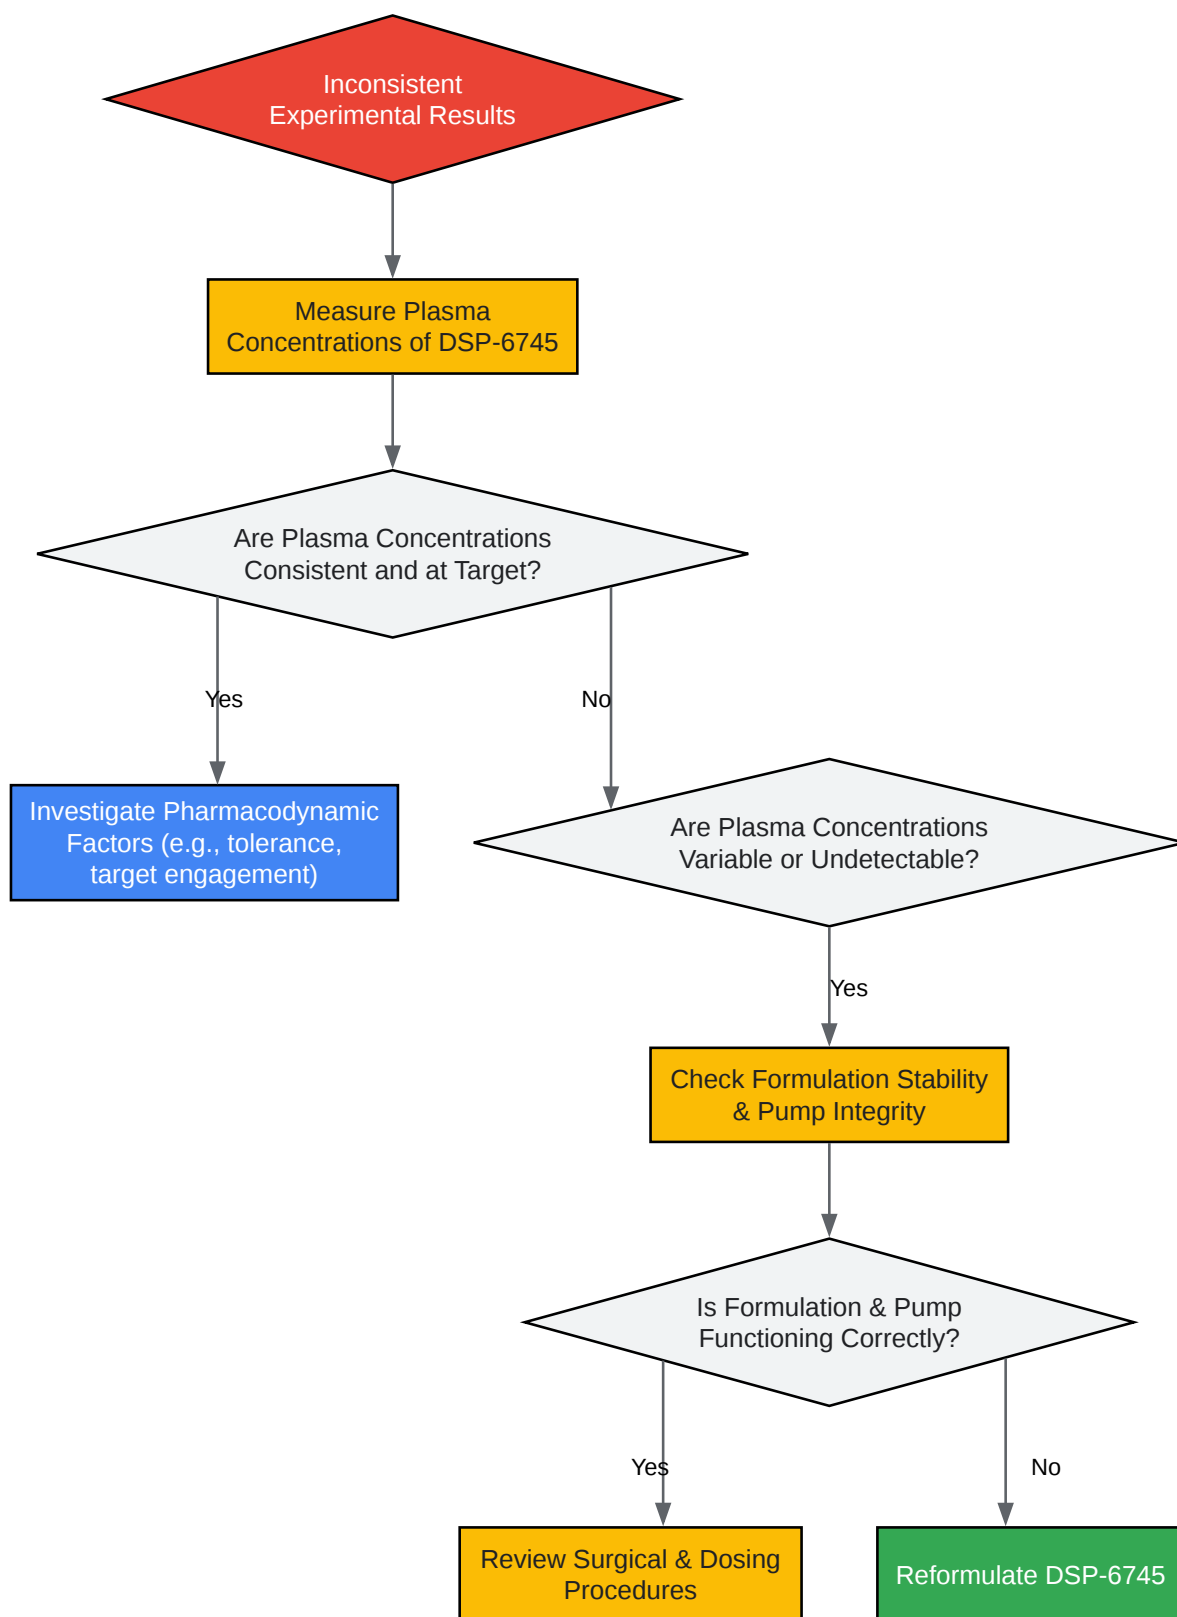 Inconsistent
Experimental Results
Measure Plasma
Concentrations of DSP-6745
Are Plasma Concentrations
Consistent and at Target?
Yes
No
Investigate Pharmacodynamic
Factors (e.g., tolerance,
target engagement)
Are Plasma Concentrations
Variable or Undetectable?
Yes
Check Formulation Stability
& Pump Integrity
Is Formulation & Pump
Functioning Correctly?
Yes
No
Review Surgical & Dosing
Procedures
Reformulate DSP-6745